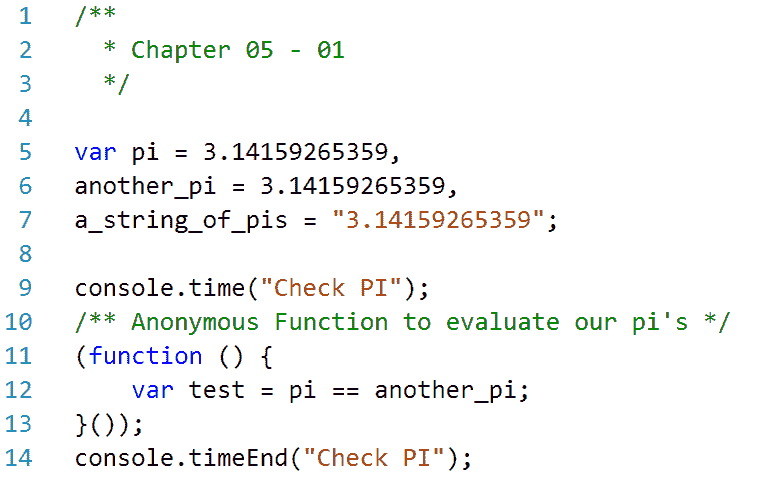 1 /**
2 * Chapter 05 - 01
3 */
4
5 var pi = 3.14159265359,
6 another_pi = 3.14159265359,
7 a_string_of_pis = "3.14159265359";
8
9 console.time("Check PI");
10 /** Anonymous Function to evaluate our pi's */
11 (function () {
12 var test = pi == another_pi;
13 }());
14 console.timeEnd("Check PI");